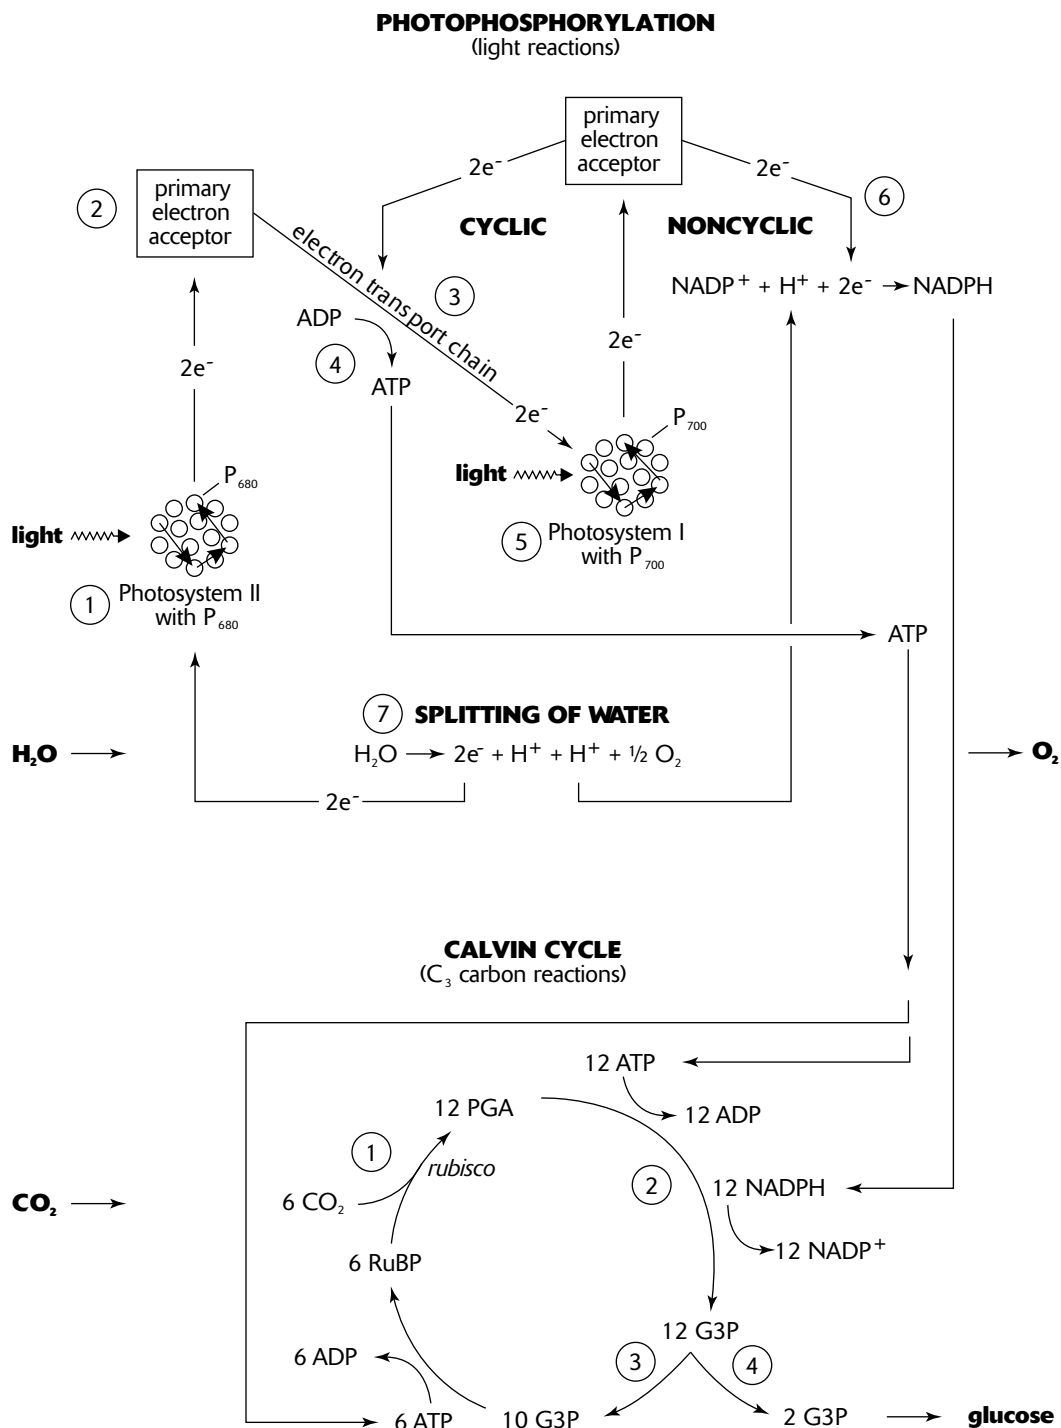 PHOTOPHOSPHORYLATION
(light reactions)
primary
electron
acceptor
2e-
2e-
2
primary
electron
acceptor
6
CYCLIC
NONCYCLIC
electron transport chain
3
NADP+ + H+ + 2e- → NADPH
ADP
4
ATP
2e-
2e-
2e-
P700
P680
light
light
5
Photosystem I
with P700
1
Photosystem II
with P680
ATP
7
SPLITTING OF WATER
H₂O
H₂O → 2e- + H+ + H+ + ½ O₂
O₂
2e-
CALVIN CYCLE
(C₃ carbon reactions)
12 ATP
12 PGA
12 ADP
1
rubisco
2
12 NADPH
CO₂
6 CO₂
12 NADP+
6 RuBP
12 G3P
6 ADP
3
4
6 ATP
10 G3P
2 G3P
glucose